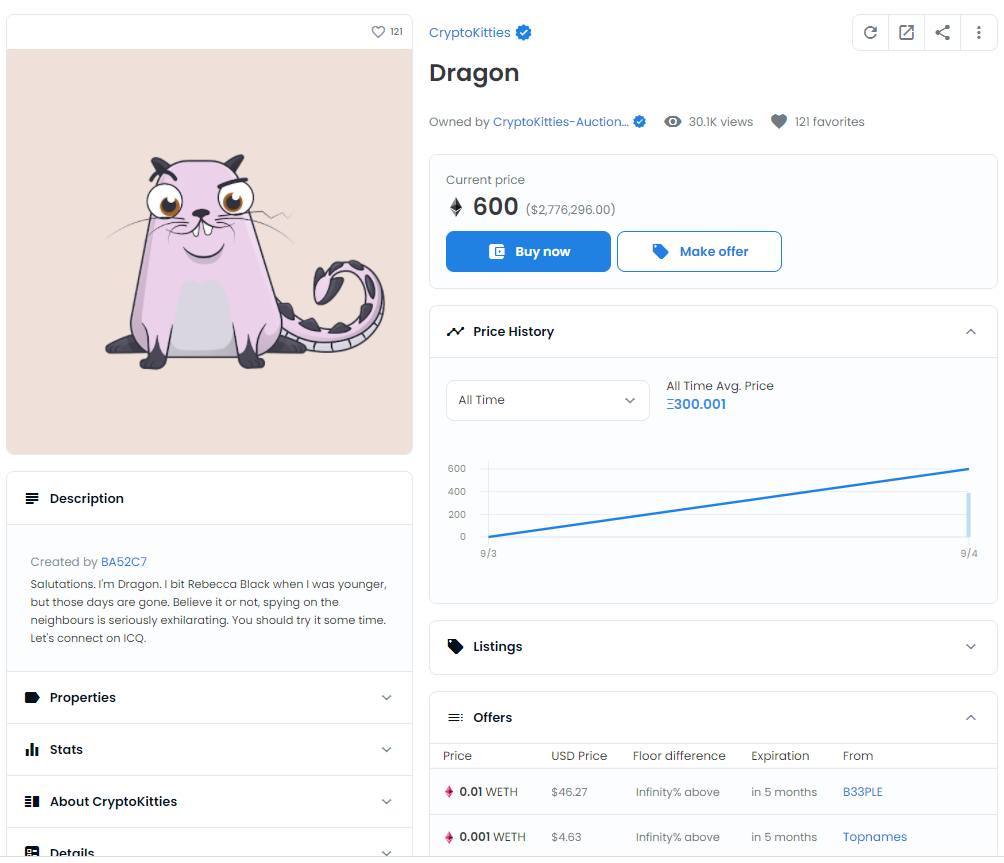 121
CryptoKitties
Dragon
Owned by CryptoKitties-Auction... 30.1K views 121 favorites
Current price
600 ($2,776,296.00)
Buy now Make offer
Price History
All Time
All Time Avg. Price
Ξ300.001
600
400
200
0
9/3 9/4
Listings
Offers
Price USD Price Floor difference Expiration From
0.01 WETH $46.27 Infinity% above in 5 months B33PLE
0.001 WETH $4.63 Infinity% above in 5 months Topnames
Description
Created by BA52C7
Salutations. I'm Dragon. I bit Rebecca Black when I was younger,
but those days are gone. Believe it or not, spying on the
neighbours is seriously exhilarating. You should try it some time.
Let's connect on ICQ.
Properties
Stats
About CryptoKitties
Details